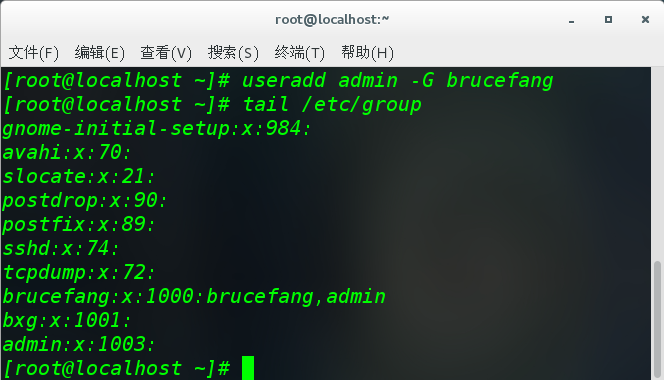 root@localhost:~
文件(F) 编辑(E) 查看(V) 搜索(S) 终端(T) 帮助(H)
[root@localhost ~]# useradd admin -G brucefang
[root@localhost ~]# tail /etc/group
gnome-initial-setup:x:984:
avahi:x:70:
slocate:x:21:
postdrop:x:90:
postfix:x:89:
sshd:x:74:
tcpdump:x:72:
brucefang:x:1000:brucefang,admin
bxg:x:1001:
admin:x:1003:
[root@localhost ~]#